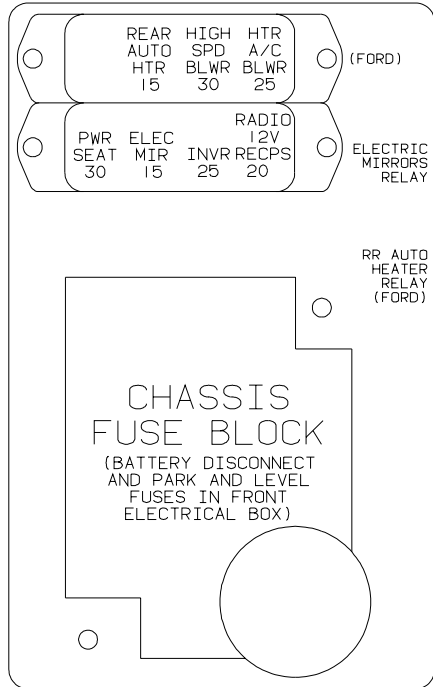 REAR HIGH HTR
AUTO SPD A/C
HTR BLWR BLWR
15 30 25
(FORD)
RADIO
PWR ELEC 12V
SEAT MIR INVR RECPS
30 15 25 20
ELECTRIC
MIRRORS
RELAY
RR AUTO
HEATER
RELAY
(FORD)
CHASSIS
FUSE BLOCK
(BATTERY DISCONNECT
AND PARK AND LEVEL
FUSES IN FRONT
ELECTRICAL BOX)